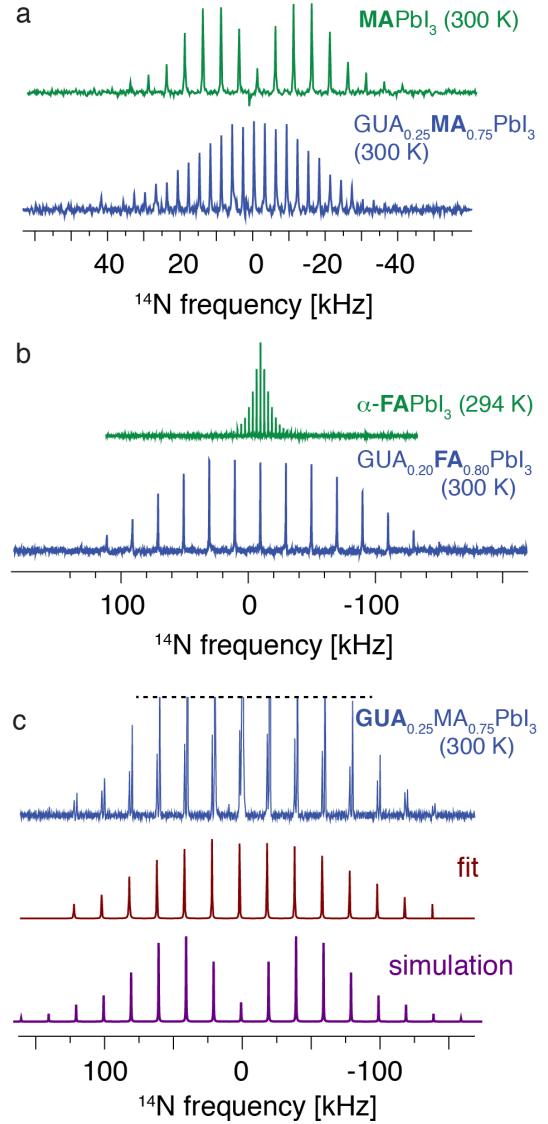 a
MAPbI₃ (300 K)
GUA₀.₂₅MA₀.₇₅PbI₃
(300 K)
40 20 0 -20 -40
¹⁴N frequency [kHz]
b
α-FAPbI₃ (294 K)
GUA₀.₂₀FA₀.₈₀PbI₃
(300 K)
100 0 -100
¹⁴N frequency [kHz]
c
GUA₀.₂₅MA₀.₇₅PbI₃
(300 K)
fit
simulation
100 0 -100
¹⁴N frequency [kHz]